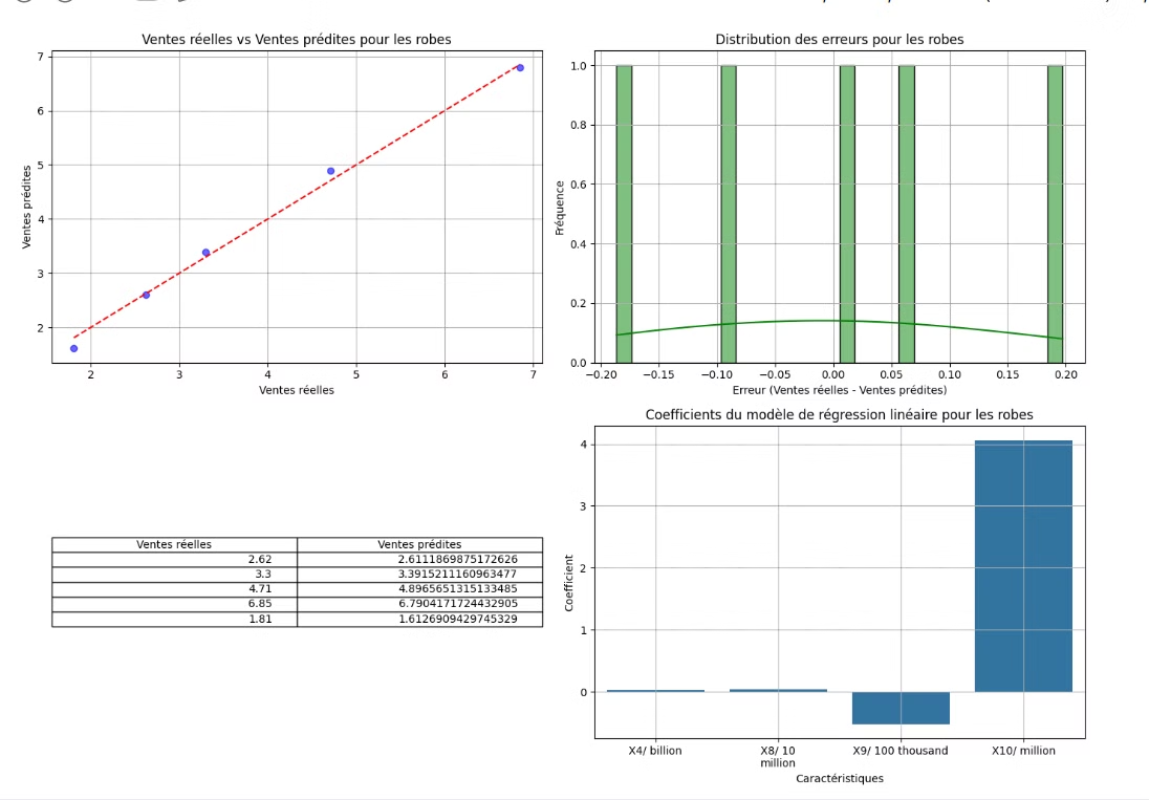 Ventes réelles vs Ventes prédites pour les robes
7
6
5
4
3
2
Ventes prédites
2 3 4 5 6 7
Ventes réelles
Distribution des erreurs pour les robes
1.0
0.8
0.6
0.4
0.2
0.0
Fréquence
−0.20 −0.15 −0.10 −0.05 0.00 0.05 0.10 0.15 0.20
Erreur (Ventes réelles - Ventes prédites)
Ventes réelles Ventes prédites
2.62 2.6111869875172626
3.3 3.3915211160963477
4.71 4.8965651315133485
6.85 6.7904171724432905
1.81 1.6126909429745329
Coefficients du modèle de régression linéaire pour les robes
4
3
2
1
0
Coefficient
X4/ billion X8/ 10 X9/ 100 thousand X10/ million
million
Caractéristiques